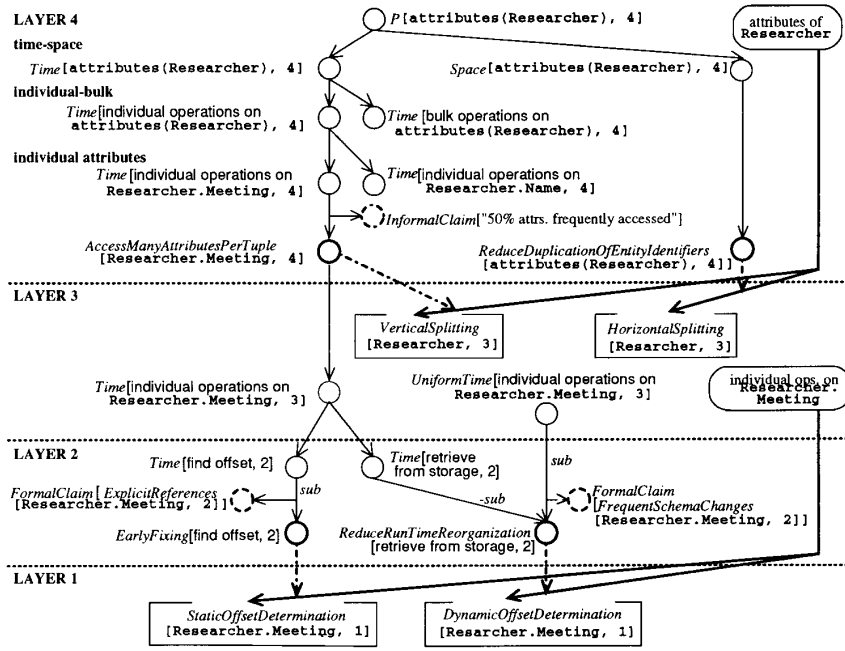 LAYER 4
P[attributes(Researcher), 4]
attributes of
Researcher
time-space
Time[attributes(Researcher), 4]
Space[attributes(Researcher), 4]
individual-bulk
Time[individual operations on
attributes(Researcher), 4]
Time [bulk operations on
attributes(Researcher), 4]
individual attributes
Time[individual operations on
Researcher.Meeting, 4]
Time[individual operations on
Researcher.Name, 4]
InformalClaim["50% attrs. frequently accessed"}
AccessManyAttributesPerTuple
[Researcher.Meeting, 4]
ReduceDuplicationOfEntityIdentifiers
[attributes(Researcher), 4]]
LAYER 3
VerticalSplitting
[Researcher, 3]
HorizontalSplitting
[Researcher, 3]
Time[individual operations on
Researcher.Meeting, 3]
UniformTime[individual operations on
Researcher.Meeting, 3]
individual ops. on
Researcher.
Meeting
LAYER 2
Time[find offset, 2]
Time[retrieve
from storage, 2]
sub
sub
-sub
FormalClaim[ExplicitReferences
[Researcher.Meeting, 2]]
FormalClaim
[FrequentSchemaChanges
[Researcher.Meeting, 2]]
EarlyFixing[find offset, 2]
ReduceRunTimeReorganization
[retrieve from storage, 2]
LAYER 1
StaticOffsetDetermination
[Researcher.Meeting, 1]
DynamicOffsetDetermination
[Researcher.Meeting, 1]